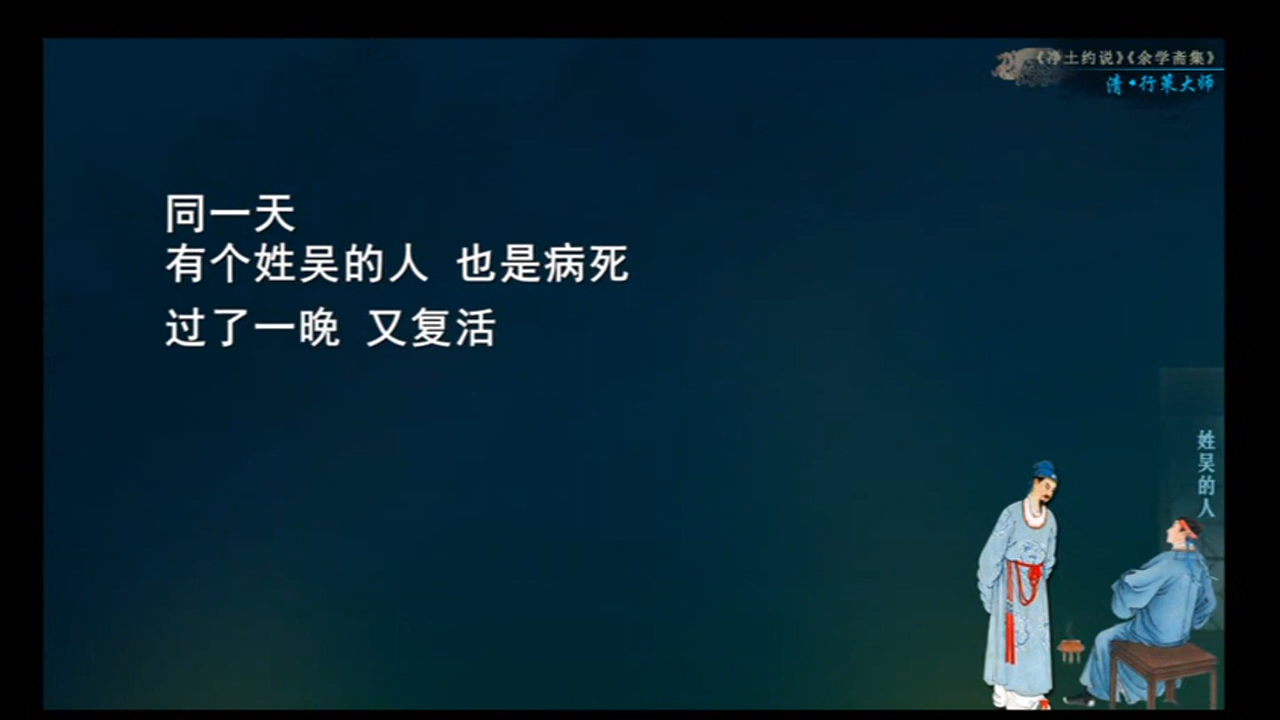 《净土约说》《余学斋集》
清·行策大师
同一天
有个姓吴的人 也是病死
过了一晚 又复活
姓吴的人